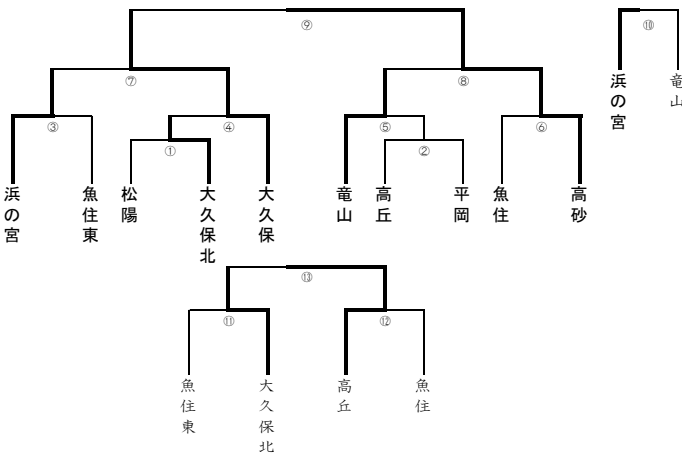 ⑨
⑩
浜の宮
竜山
⑦
⑧
③
④
⑤
⑥
①
②
浜の宮
魚住東
松陽
大久保北
大久保
竜山
高丘
平岡
魚住
高砂
⑬
⑪
⑫
魚住東
大久保北
高丘
魚住